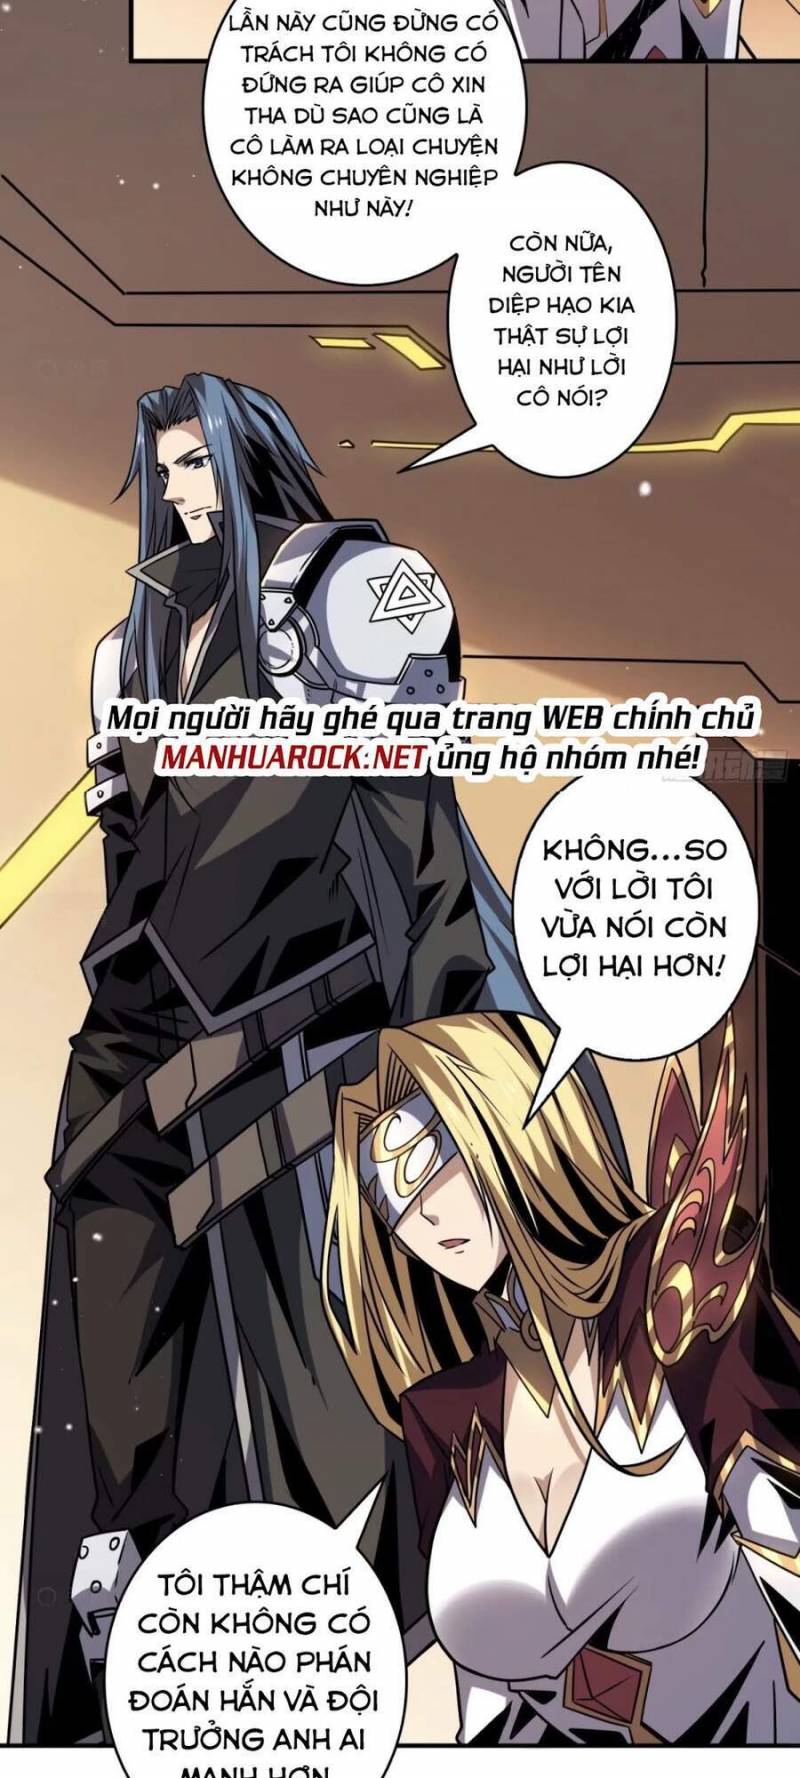 LẦN NÀY CŨNG ĐỪNG CÓ
TRÁCH TÔI KHÔNG CÓ
ĐỨNG RA GIÚP CÔ XIN
THA DÙ SAO CŨNG LÀ
CÔ LÀM RA LOẠI CHUYỆN
KHÔNG CHUYÊN NGHIỆP
NHƯ NÀY!
CÒN NỮA,
NGƯỜI TÊN
DIỆP HẠO KIA
THẬT SỰ LỢI
HẠI NHƯ LỜI
CÔ NÓI?
Mọi người hãy ghé qua trang WEB chính chủ
MANHUAROCK.NET ủng hộ nhóm nhé!
KHÔNG...SO
VỚI LỜI TÔI
VỪA NÓI CÒN
LỢI HẠI HƠN!
TÔI THẬM CHÍ
CÒN KHÔNG CÓ
CÁCH NÀO PHÁN
ĐOÁN HẮN VÀ ĐỘI
TRƯỞNG ANH AI
MẠNH HƠN